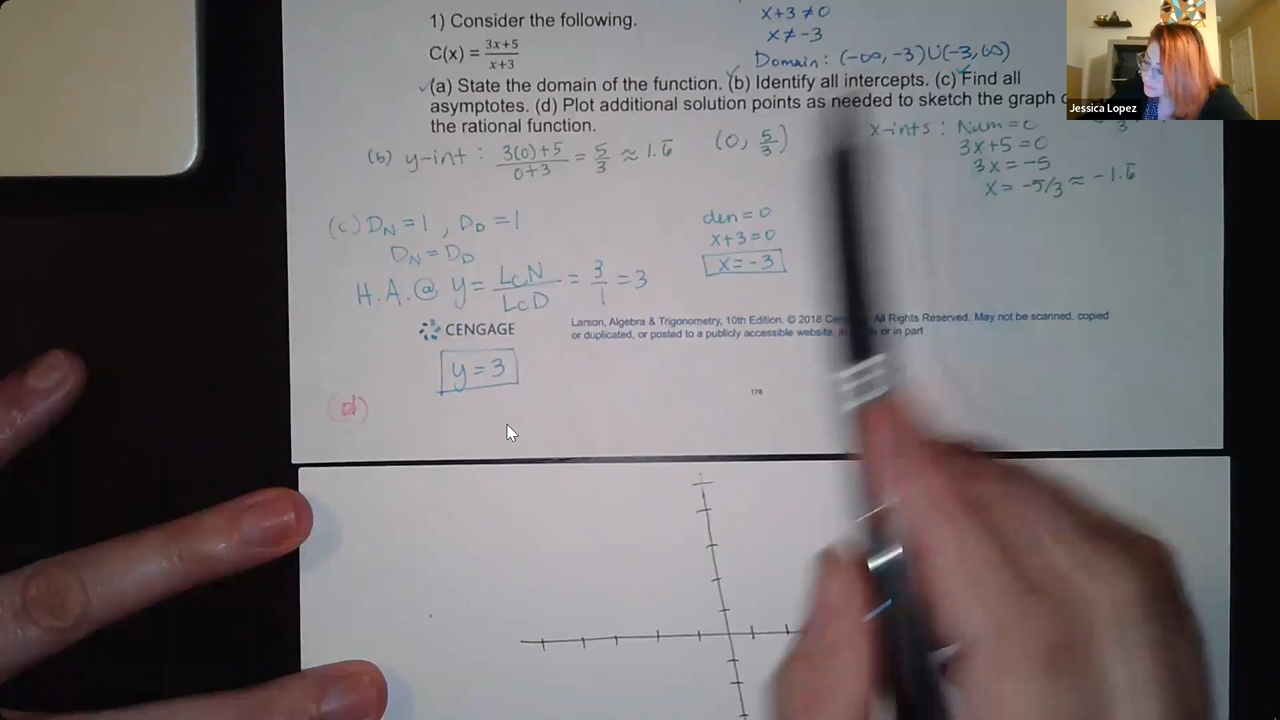 1) Consider the following.
C(x) = 3x+5/x+3
x+3≠0
x≠-3
Domain: (-∞,-3)∪(-3,∞)
✓(a) State the domain of the function. ✓(b) Identify all intercepts. ✓(c) Find all
asymptotes. (d) Plot additional solution points as needed to sketch the graph
the rational function.
(b) y-int: 3(0)+5/0+3 = 5/3 ≈ 1.6̅
(0, 5/3)
x-ints: Num=0
3x+5=0
3x=-5
x=-5/3≈-1.6̅
(c) D_N=1, D_D=1
D_N=D_D
H.A.@ y= LcN/LcD = 3/1 =3
y=3
den=0
x+3=0
x=-3
CENGAGE
Larson, Algebra & Trigonometry, 10th Edition. © 2018 All Rights Reserved. May not be scanned, copied
or duplicated, or posted to a publicly accessible website, or in part
178
(d)
Jessica Lopez